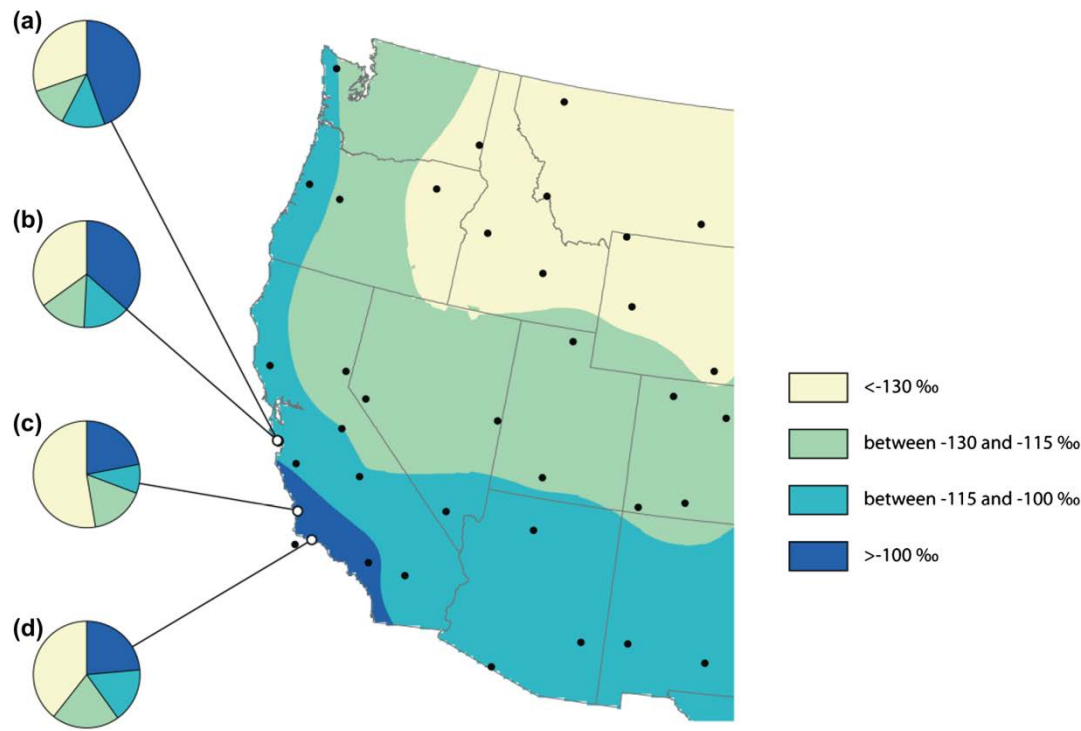 (a)
(b)
(c)
(d)
<-130 ‰
between -130 and -115 ‰
between -115 and -100 ‰
>-100 ‰